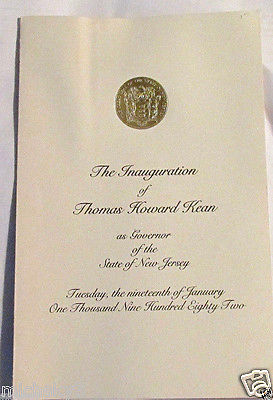 The Inauguration
of
Thomas Howard Kean
as Governor
of the
State of New Jersey
Tuesday, the nineteenth of January
One Thousand Nine Hundred Eighty Two